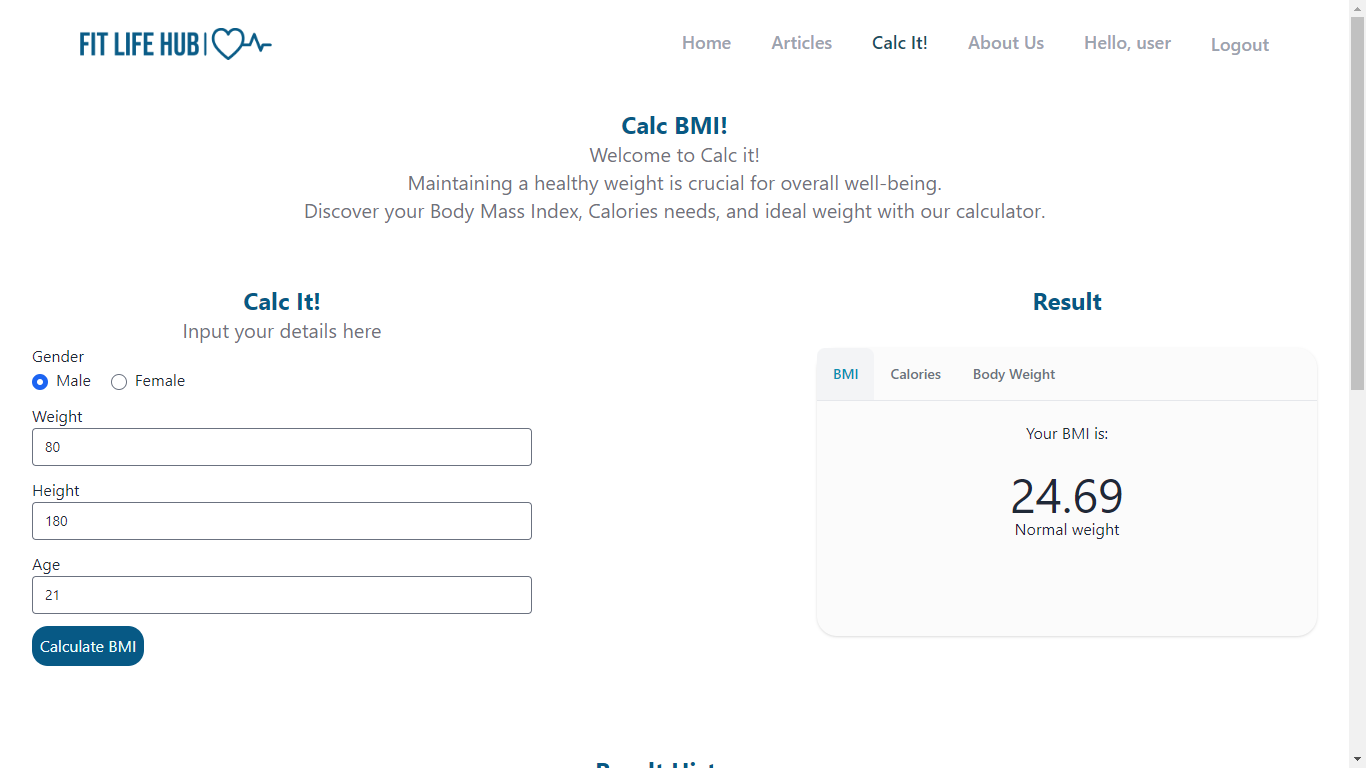 FIT LIFE HUB
Home Articles Calc It! About Us Hello, user Logout
Calc BMI!
Welcome to Calc it!
Maintaining a healthy weight is crucial for overall well-being.
Discover your Body Mass Index, Calories needs, and ideal weight with our calculator.
Calc It!
Input your details here
Gender
Male Female
Weight
80
Height
180
Age
21
Calculate BMI
Result
BMI Calories Body Weight
Your BMI is:
24.69
Normal weight
Result